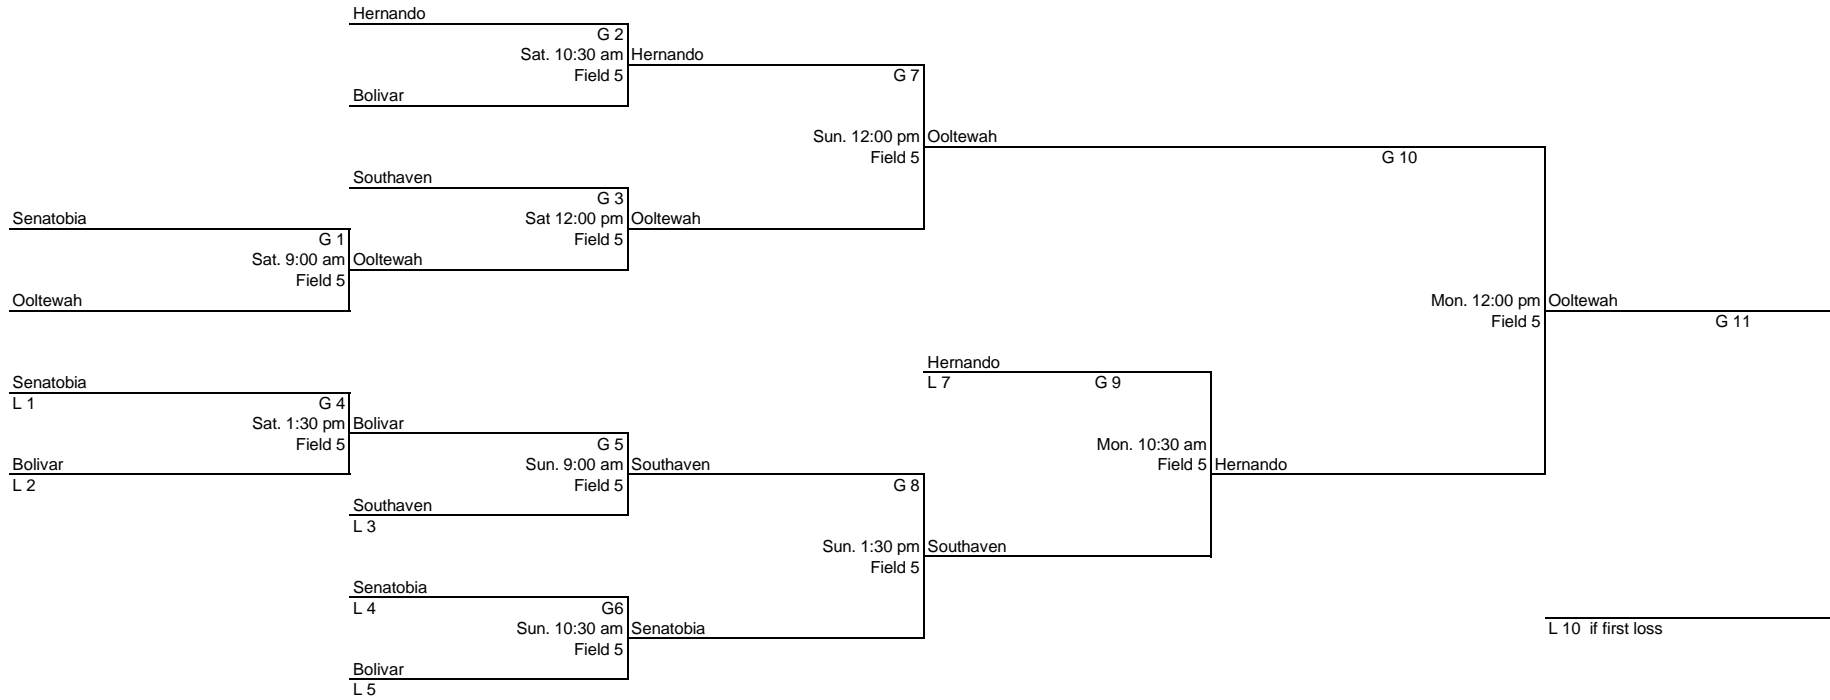 Hernando
G 2
Sat. 10:30 am Hernando
Field 5
G 7
Bolivar
Sun. 12:00 pm Ooltewah
Field 5
G 10
Southaven
G 3
Senatobia
Sat 12:00 pm Ooltewah
G 1
Field 5
Sat. 9:00 am Ooltewah
Field 5
Ooltewah
Mon. 12:00 pm Ooltewah
Field 5
G 11
Hernando
Senatobia
L 7
G 9
L 1
G 4
Sat. 1:30 pm Bolivar
Field 5
G 5
Mon. 10:30 am
Bolivar
Sun. 9:00 am Southaven
Field 5 Hernando
L 2
Field 5
G 8
Southaven
L 3
Sun. 1:30 pm Southaven
Field 5
Senatobia
L 4
G6
Sun. 10:30 am Senatobia
L 10 if first loss
Field 5
Bolivar
L 5